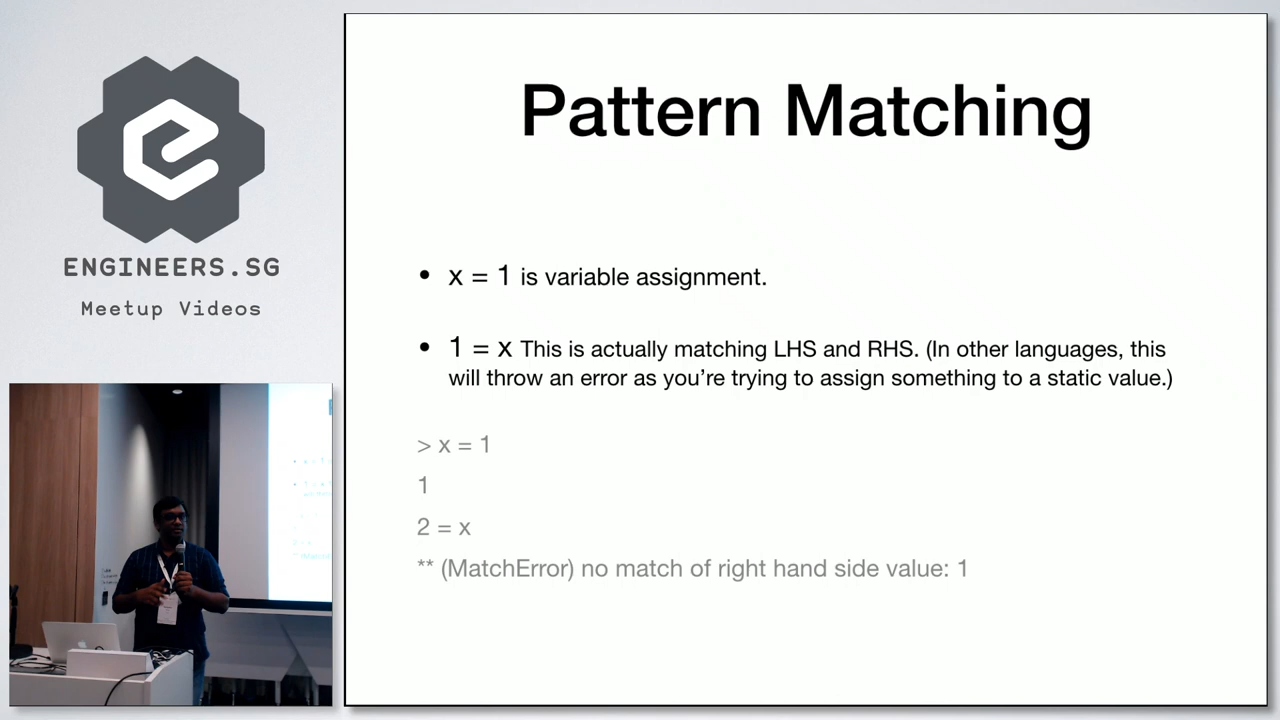 ENGINEERS.SG
Meetup Videos
Pattern Matching
• x = 1 is variable assignment.
• 1 = x This is actually matching LHS and RHS. (In other languages, this
will throw an error as you're trying to assign something to a static value.)
> x = 1
1
2 = x
** (MatchError) no match of right hand side value: 1